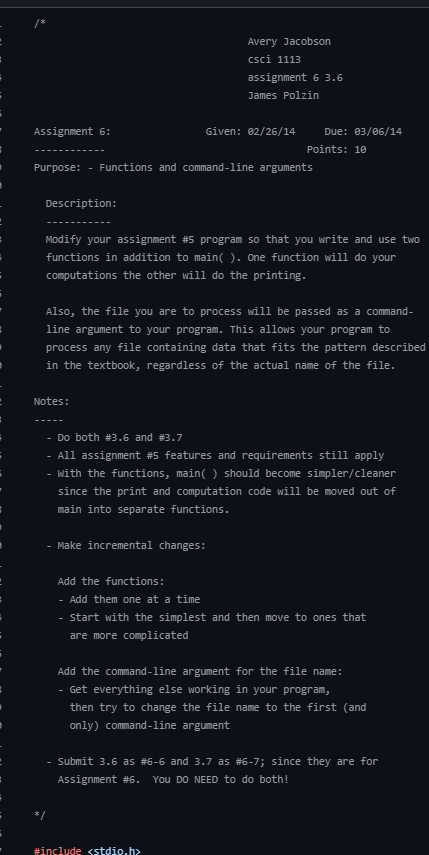 /*
Avery Jacobson
csci 1113
assignment 6 3.6
James Polzin
Assignment 6: Given: 02/26/14 Due: 03/06/14
------------ Points: 10
Purpose: - Functions and command-line arguments
Description:
-----------
Modify your assignment #5 program so that you write and use two
functions in addition to main( ). One function will do your
computations the other will do the printing.
Also, the file you are to process will be passed as a command-
line argument to your program. This allows your program to
process any file containing data that fits the pattern described
in the textbook, regardless of the actual name of the file.
Notes:
-----
- Do both #3.6 and #3.7
- All assignment #5 features and requirements still apply
- With the functions, main( ) should become simpler/cleaner
since the print and computation code will be moved out of
main into separate functions.
- Make incremental changes:
Add the functions:
- Add them one at a time
- Start with the simplest and then move to ones that
are more complicated
Add the command-line argument for the file name:
- Get everything else working in your program,
then try to change the file name to the first (and
only) command-line argument
- Submit 3.6 as #6-6 and 3.7 as #6-7; since they are for
Assignment #6. You DO NEED to do both!
*/
#include <stdio.h>